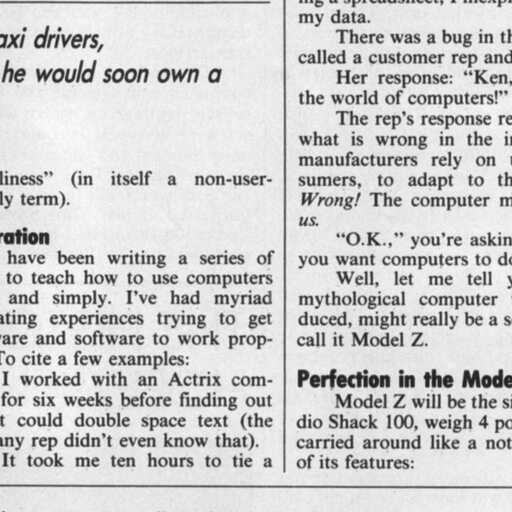 axi drivers,
he would soon own a
liness" (in itself a non-user-
ly term).
ration
have been writing a series of
to teach how to use computers
and simply. I've had myriad
ating experiences trying to get
vare and software to work prop-
To cite a few examples:
I worked with an Actrix com-
for six weeks before finding out
t could double space text (the
any rep didn't even know that).
It took me ten hours to tie a
my data.
There was a bug in th
called a customer rep and
Her response: "Ken,
the world of computers!"
The rep's response re
what is wrong in the in
manufacturers rely on u
sumers, to adapt to th
Wrong! The computer m
us.
"O.K.," you're askin
you want computers to do
Well, let me tell y
mythological computer
duced, might really be a se
call it Model Z.
Perfection in the Mode
Model Z will be the si
dio Shack 100, weigh 4 po
carried around like a not
of its features: